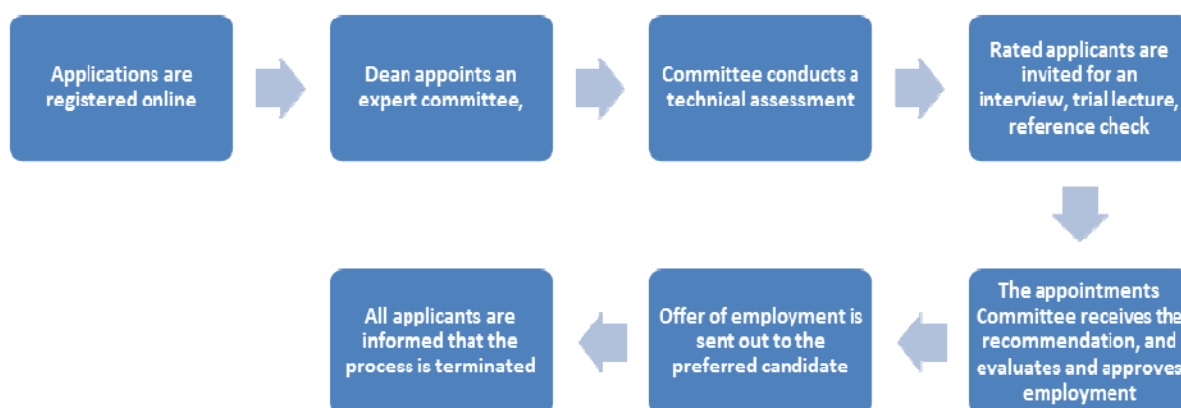 Applications are
registered online
Dean appoints an
expert committee,
Committee conducts a
technical assessment
Rated applicants are
invited for an
interview, trial lecture,
reference check
The appointments
Committee receives the
recommendation, and
evaluates and approves
employment
Offer of employment is
sent out to the
preferred candidate
All applicants are
informed that the
process is terminated